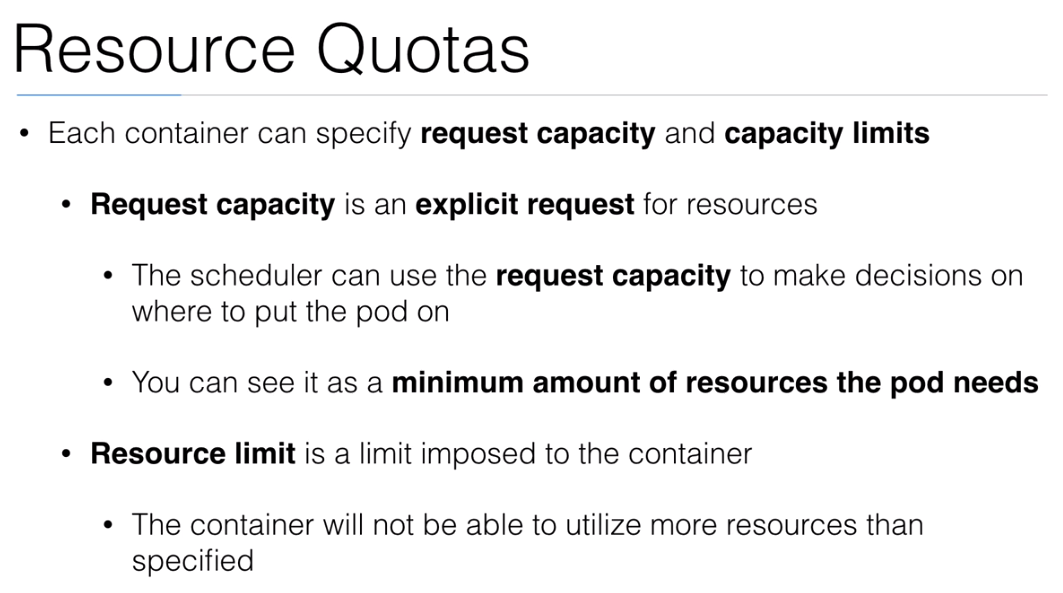 Resource Quotas
• Each container can specify request capacity and capacity limits
• Request capacity is an explicit request for resources
• The scheduler can use the request capacity to make decisions on
where to put the pod on
• You can see it as a minimum amount of resources the pod needs
• Resource limit is a limit imposed to the container
• The container will not be able to utilize more resources than
specified